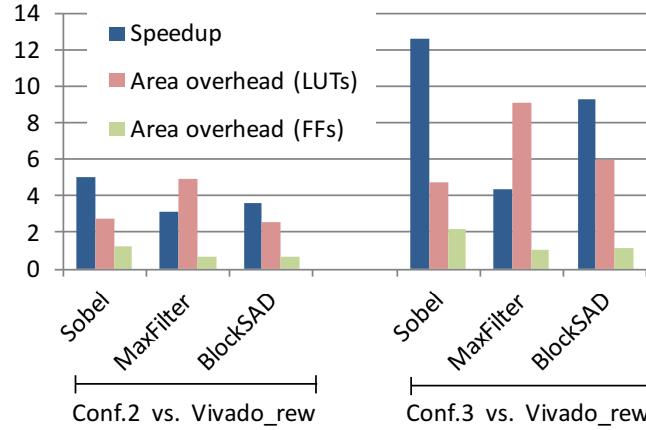 14
12
10
8
6
4
2
0
Speedup
Area overhead (LUTs)
Area overhead (FFs)
Sobel
MaxFilter
BlockSAD
Sobel
MaxFilter
BlockSAD
Conf.2 vs. Vivado_rew
Conf.3 vs. Vivado_rew